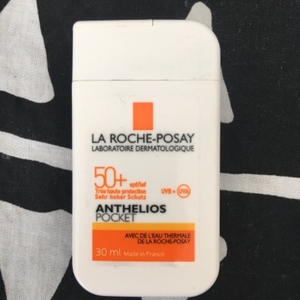 LA ROCHE-POSAY
LABORATOIRE DERMATOLOGIQUE
50+
Très haute protection
Sehr hoher Schutz
UVB + UVA
ANTHELIOS
POCKET
AVEC DE L'EAU THERMALE
DE LA ROCHE-POSAY
30 ml Made in France